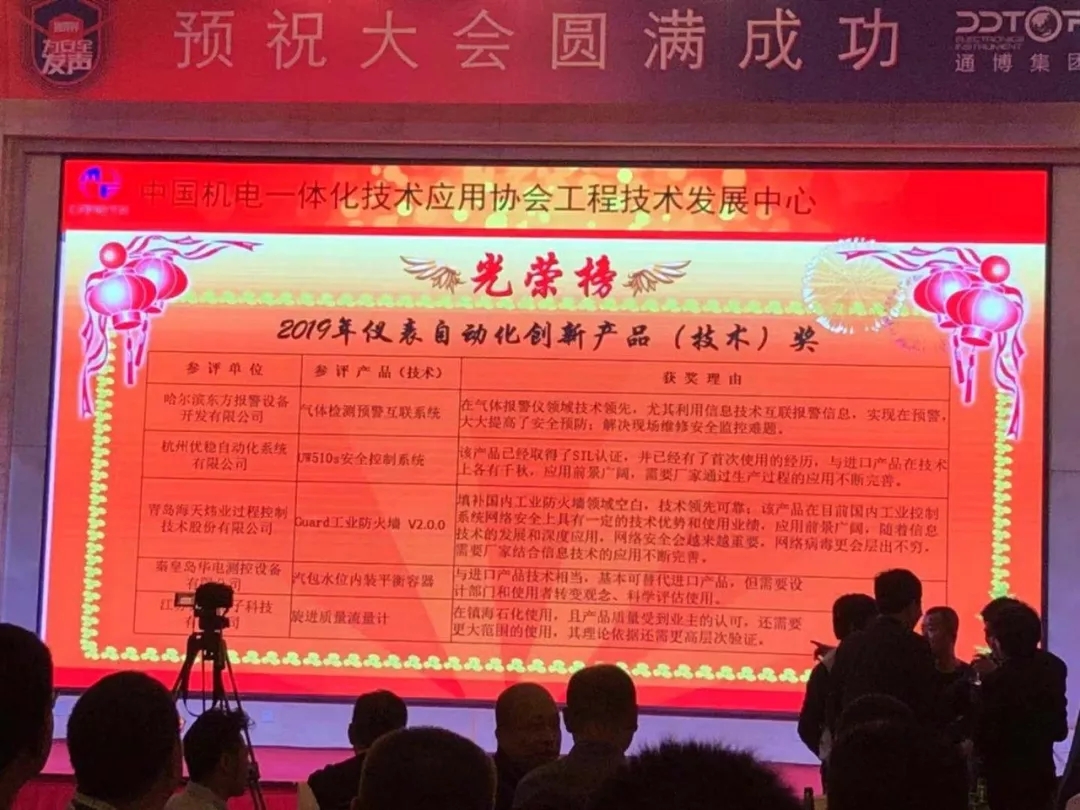 为安全
发声
预祝大会圆满成功
ELECTRONICS
INSTRUMENT
通博集团
中国机电一体化技术应用协会工程技术发展中心
光荣榜
2019年仪表自动化创新产品（技术）奖
参评单位 参评产品（技术） 获奖理由
哈尔滨东方报警设备
开发有限公司
气体检测预警互联系统
在气体报警仪领域技术领先，尤其利用信息技术互联报警信息，实现在预警，
大大提高了安全预防；解决现场维修安全监控难题。
杭州优稳自动化系统
有限公司
UW510s安全控制系统
该产品已经取得了SIL认证，并已经有了首次使用的经历，与进口产品在技术
上各有千秋，应用前景广阔，需要厂家通过生产过程的应用不断完善。
青岛海天炜业过程控制
技术股份有限公司
Guard工业防火墙 V2.0.0
填补国内工业防火墙领域空白，技术领先可靠；该产品在目前国内工业控制
系统网络安全上具有一定的技术优势和使用业绩，应用前景广阔，随着信息
技术的发展和深度应用，网络安全会越来越重要，网络病毒更会层出不穷，
需要厂家结合信息技术的应用不断完善。
秦皇岛华电测控设备
有限公司
汽包水位内装平衡容器
与进口产品技术相当，基本可替代进口产品，但需要设
计部门和使用者转变观念、科学评估使用。
子科技
旋进质量流量计
在镇海石化使用，且产品质量受到业主的认可，还需要
更大范围的使用，其理论依据还需更高层次验证。